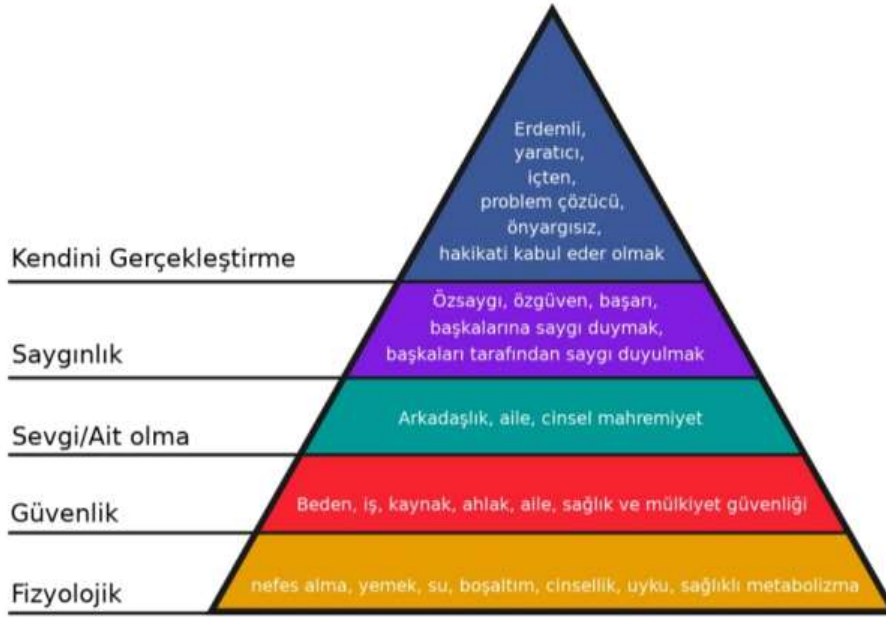 Erdemli,
yaratıcı,
içten,
problem çözücü,
önyargısız,
hakikati kabul eder olmak
Kendini Gerçekleştirme
Özsaygı, özgüven, başarı,
başkalarına saygı duymak,
başkaları tarafından saygı duyulmak
Saygınlık
Arkadaşlık, aile, cinsel mahremiyet
Sevgi/Ait olma
Beden, iş, kaynak, ahlak, aile, sağlık ve mülkiyet güvenliği
Güvenlik
nefes alma, yemek, su, boşaltım, cinsellik, uyku, sağlıklı metabolizma
Fizyolojik